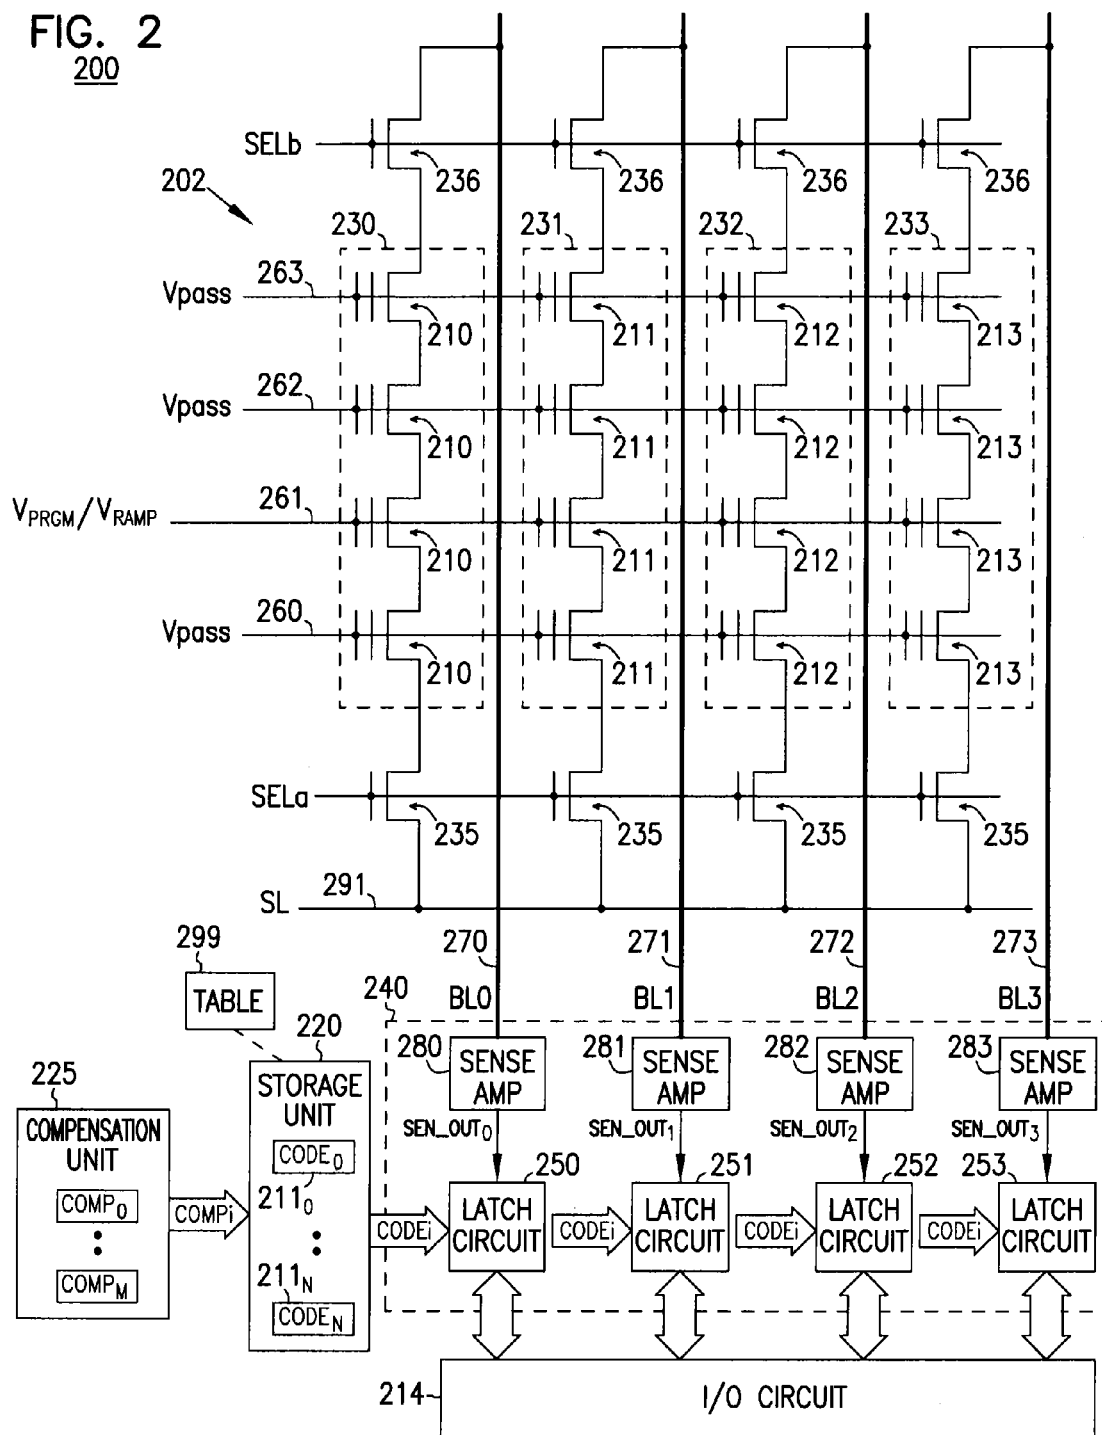 FIG. 2
200
SELb
236 236 236 236
202
230 231 232 233
Vpass 263
210 211 212 213
Vpass 262
210 211 212 213
VPRGM/VRAMP 261
210 211 212 213
Vpass 260
210 211 212 213
SELa
235 235 235 235
SL 291
270 271 272 273
BL0 BL1 BL2 BL3
299
TABLE
240
220
280 281 282 283
SENSE AMP SENSE AMP SENSE AMP SENSE AMP
225
STORAGE UNIT
SEN_OUT0 SEN_OUT1 SEN_OUT2 SEN_OUT3
COMPENSATION UNIT
CODE0
250 251 252 253
COMP0
2110
COMPi
CODEi CODEi CODEi CODEi
LATCH CIRCUIT LATCH CIRCUIT LATCH CIRCUIT LATCH CIRCUIT
COMPM
211N
CODEN
214
I/O CIRCUIT